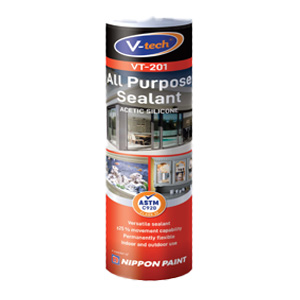 V-tech
VT-201
All Purpose
Sealant
ACETIC SILICONE
ASTM
C920
Versatile sealant
±25% movement capability
Permanently flexible
Indoor and outdoor use
NIPPON PAINT